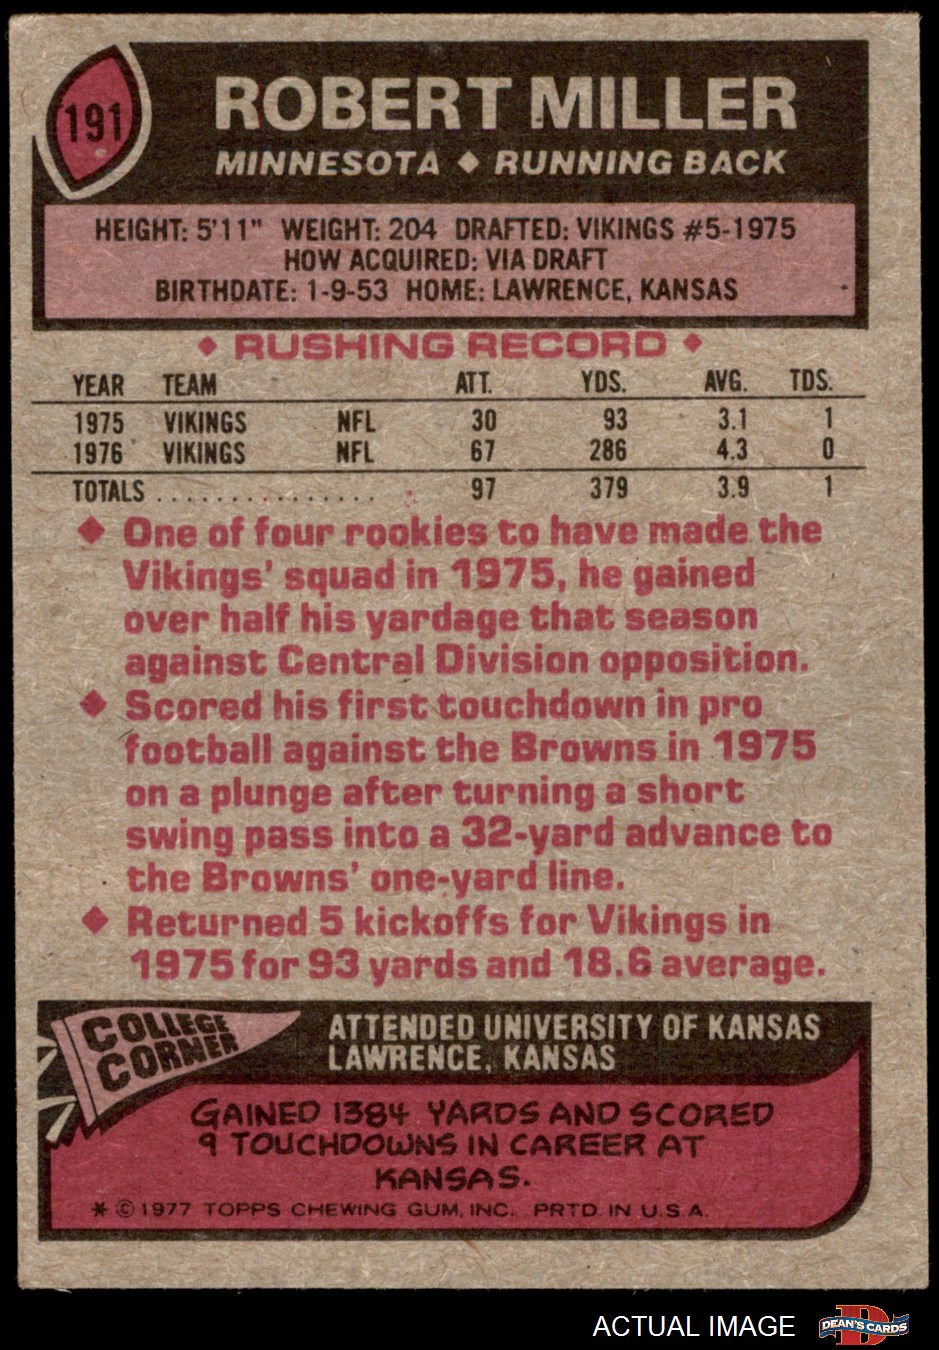 191
ROBERT MILLER
MINNESOTA ♦ RUNNING BACK
HEIGHT: 5'11" WEIGHT: 204 DRAFTED: VIKINGS #5-1975
HOW ACQUIRED: VIA DRAFT
BIRTHDATE: 1-9-53 HOME: LAWRENCE, KANSAS
♦ RUSHING RECORD ♦
YEAR TEAM ATT. YDS. AVG. TDS.
1975 VIKINGS NFL 30 93 3.1 1
1976 VIKINGS NFL 67 286 4.3 0
TOTALS . . . . . . . . . . . . . . . 97 379 3.9 1
♦ One of four rookies to have made the
Vikings' squad in 1975, he gained
over half his yardage that season
against Central Division opposition.
♦ Scored his first touchdown in pro
football against the Browns in 1975
on a plunge after turning a short
swing pass into a 32-yard advance to
the Browns' one-yard line.
♦ Returned 5 kickoffs for Vikings in
1975 for 93 yards and 18.6 average.
COLLEGE
CORNER
ATTENDED UNIVERSITY OF KANSAS
LAWRENCE, KANSAS
GAINED 1384 YARDS AND SCORED
9 TOUCHDOWNS IN CAREER AT
KANSAS.
* © 1977 TOPPS CHEWING GUM, INC. PRTD IN U.S.A.
ACTUAL IMAGE
D
DEAN'S CARDS